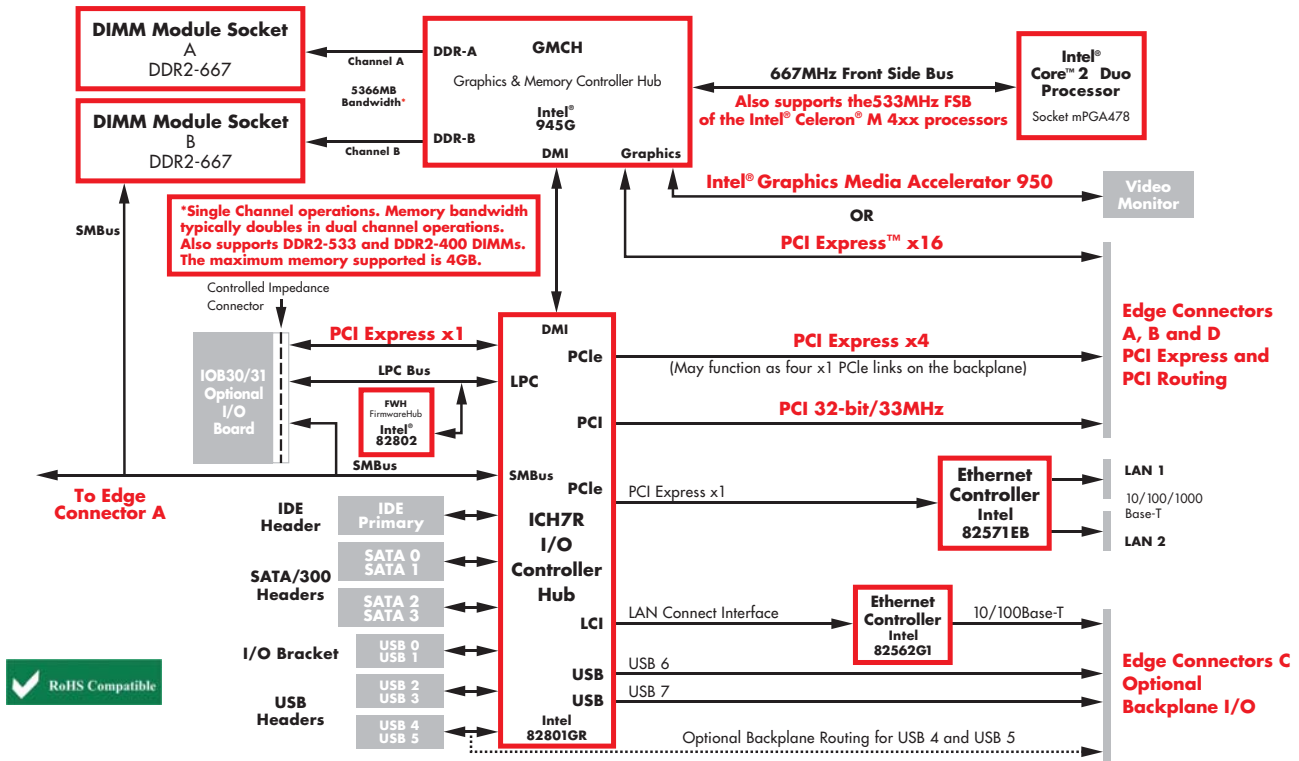 DIMM Module Socket
A
DDR2-667
DIMM Module Socket
B
DDR2-667
Channel A
5366MB
Bandwidth*
Channel B
DDR-A
DDR-B
GMCH
Graphics & Memory Controller Hub
Intel®
945G
DMI
Graphics
667MHz Front Side Bus
Also supports the533MHz FSB
of the Intel® Celeron® M 4xx processors
Intel®
Core™ 2 Duo
Processor
Socket mPGA478
Intel® Graphics Media Accelerator 950
OR
PCI Express™ x16
Video
Monitor
SMBus
*Single Channel operations. Memory bandwidth
typically doubles in dual channel operations.
Also supports DDR2-533 and DDR2-400 DIMMs.
The maximum memory supported is 4GB.
Controlled Impedance
Connector
IOB30/31
Optional
I/O
Board
PCI Express x1
LPC Bus
FWH
FirmwareHub
Intel®
82802
SMBus
To Edge
Connector A
DMI
PCIe
LPC
PCI
SMBus
PCIe
ICH7R
I/O
Controller
Hub
LCI
USB
USB
Intel
82801GR
PCI Express x4
(May function as four x1 PCIe links on the backplane)
PCI 32-bit/33MHz
Edge Connectors
A, B and D
PCI Express and
PCI Routing
PCI Express x1
Ethernet
Controller
Intel
82571EB
LAN 1
10/100/1000
Base-T
LAN 2
IDE
Header
IDE
Primary
SATA/300
Headers
SATA 0
SATA 1
SATA 2
SATA 3
I/O Bracket
USB 0
USB 1
USB
Headers
USB 2
USB 3
USB 4
USB 5
LAN Connect Interface
Ethernet
Controller
Intel
82562G1
10/100Base-T
USB 6
USB 7
Optional Backplane Routing for USB 4 and USB 5
Edge Connectors C
Optional
Backplane I/O
RoHS Compatible